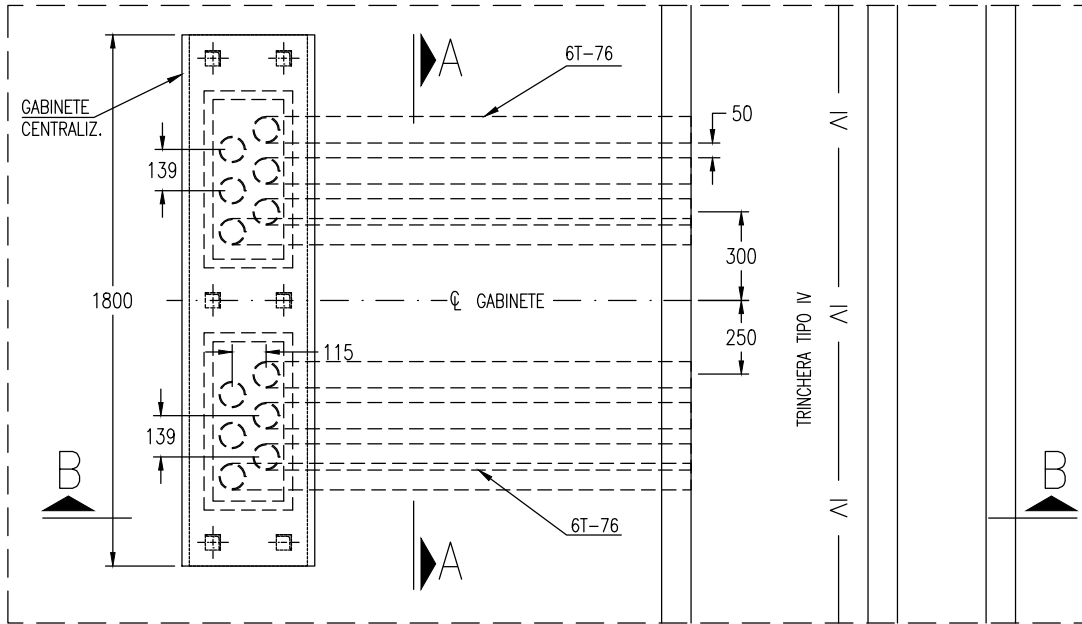 A
6T-76
GABINETE
CENTRALIZ.
50
IV
139
300
1800
℄ GABINETE
IV
250
TRINCHERA TIPO IV
115
139
B
B
IV
6T-76
A